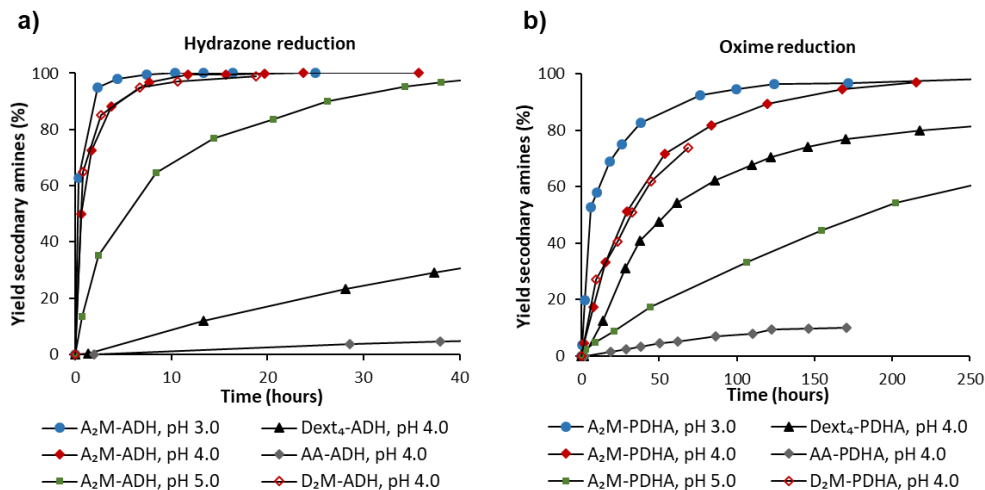 a)
Hydrazone reduction
Yield secodnary amines (%)
100
80
60
40
20
0
0 10 20 30 40
Time (hours)
A₂M-ADH, pH 3.0
Dext₄-ADH, pH 4.0
A₂M-ADH, pH 4.0
AA-ADH, pH 4.0
A₂M-ADH, pH 5.0
D₂M-ADH, pH 4.0
b)
Oxime reduction
Yield secodnary amines (%)
100
80
60
40
20
0
0 50 100 150 200 250
Time (hours)
A₂M-PDHA, pH 3.0
Dext₄-PDHA, pH 4.0
A₂M-PDHA, pH 4.0
AA-PDHA, pH 4.0
A₂M-PDHA, pH 5.0
D₂M-PDHA, pH 4.0